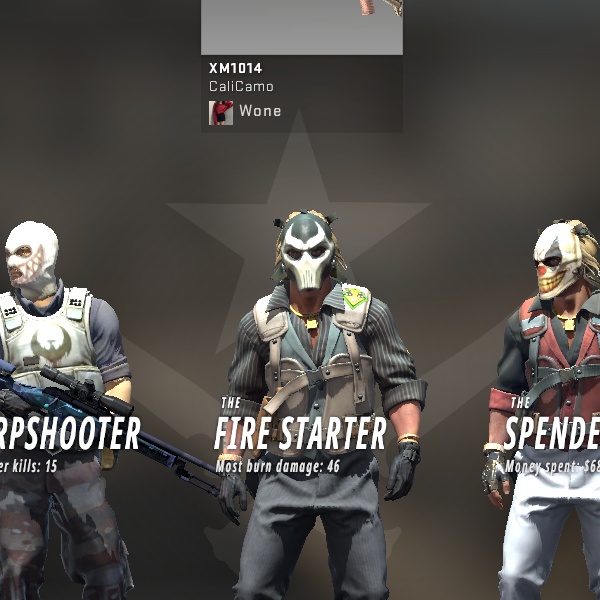 XM1014
CaliCamo
Wone
RPSHOOTER
er kills: 15
THE
FIRE STARTER
Most burn damage: 46
THE
SPENDE
Money spent: $68